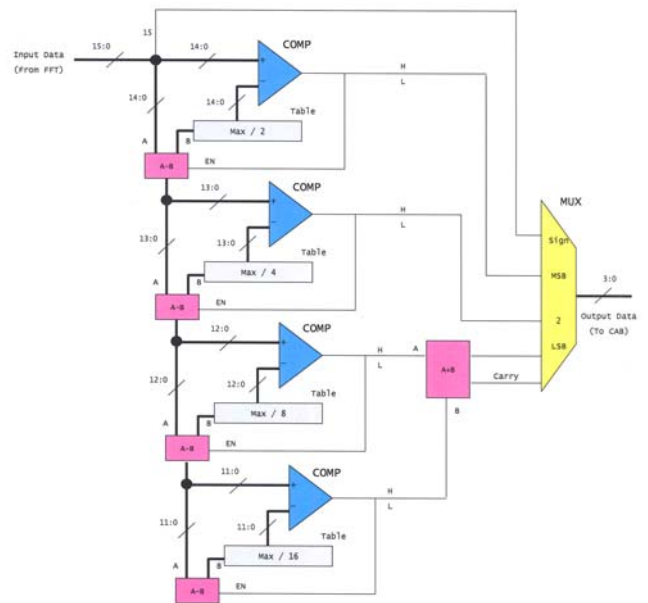 15
COMP
Input Data
(From FFT)
15:0
14:0
+
-
H
L
14:0
14:0
Table
A
B
Max / 2
A-B
EN
COMP
13:0
+
-
H
L
MUX
13:0
13:0
Table
Sign
A
B
Max / 4
MSB
3:0
A-B
EN
Output Data
(To CAB)
COMP
2
12:0
+
-
H
L
A
LSB
12:0
12:0
A+B
Carry
Table
A
B
Max / 8
B
A-B
EN
COMP
11:0
+
-
H
L
11:0
11:0
Table
A
B
Max / 16
A-B
EN